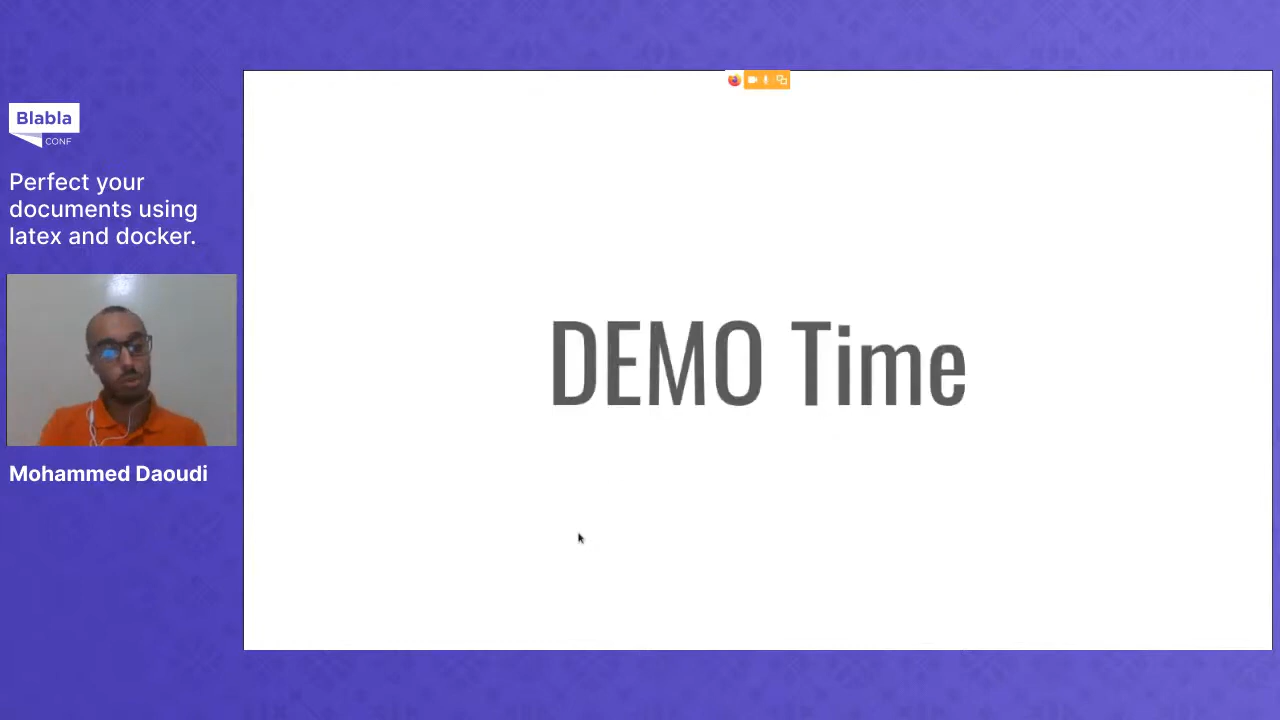 Blabla
CONF
Perfect your
documents using
latex and docker.
Mohammed Daoudi
DEMO Time